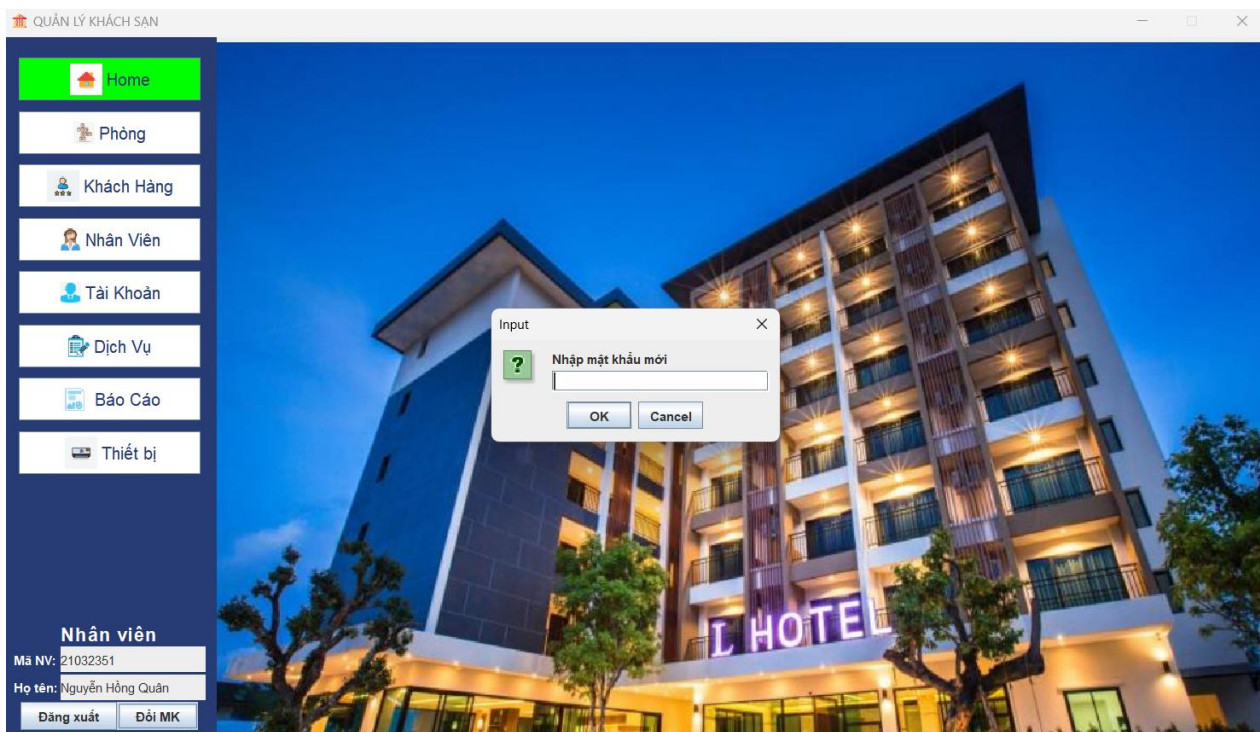 QUẢN LÝ KHÁCH SẠN
Home
Phòng
Khách Hàng
Nhân Viên
Tài Khoản
Dịch Vụ
Báo Cáo
Thiết bị
Input
Nhập mật khẩu mới
OK
Cancel
L HOTEL
Nhân viên
Mã NV: 21032351
Họ tên: Nguyễn Hồng Quân
Đăng xuất
Đổi MK